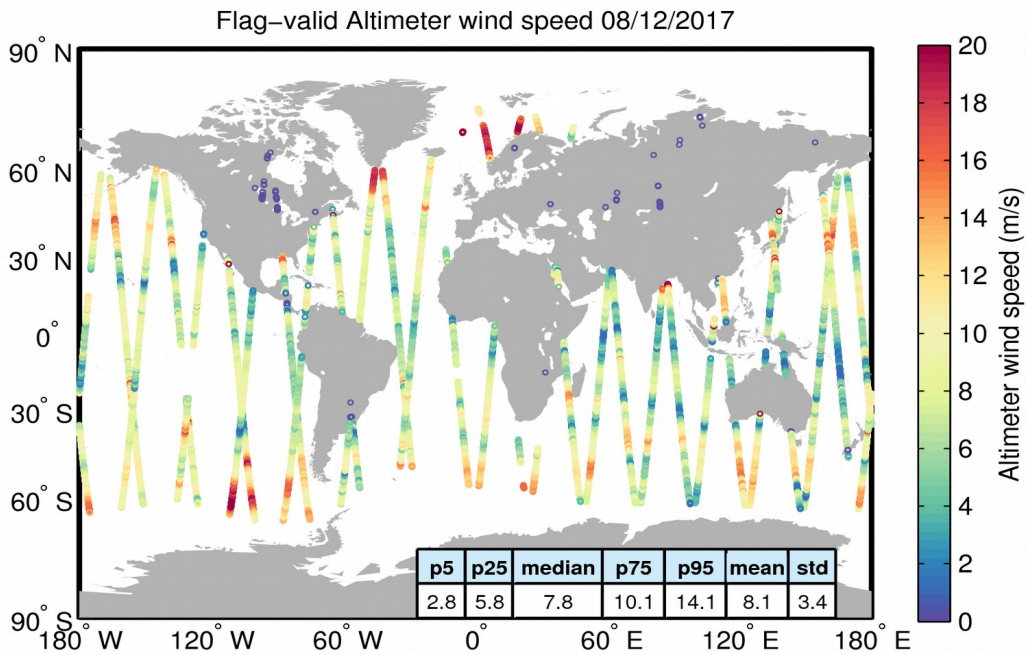 Flag−valid Altimeter wind speed 08/12/2017
90° N
60° N
30° N
0°
30° S
60° S
90° S
180° W
120° W
60° W
0°
60° E
120° E
180° E
p5 p25 median p75 p95 mean std
2.8 5.8 7.8 10.1 14.1 8.1 3.4
20
18
16
14
12
10
8
6
4
2
0
Altimeter wind speed (m/s)